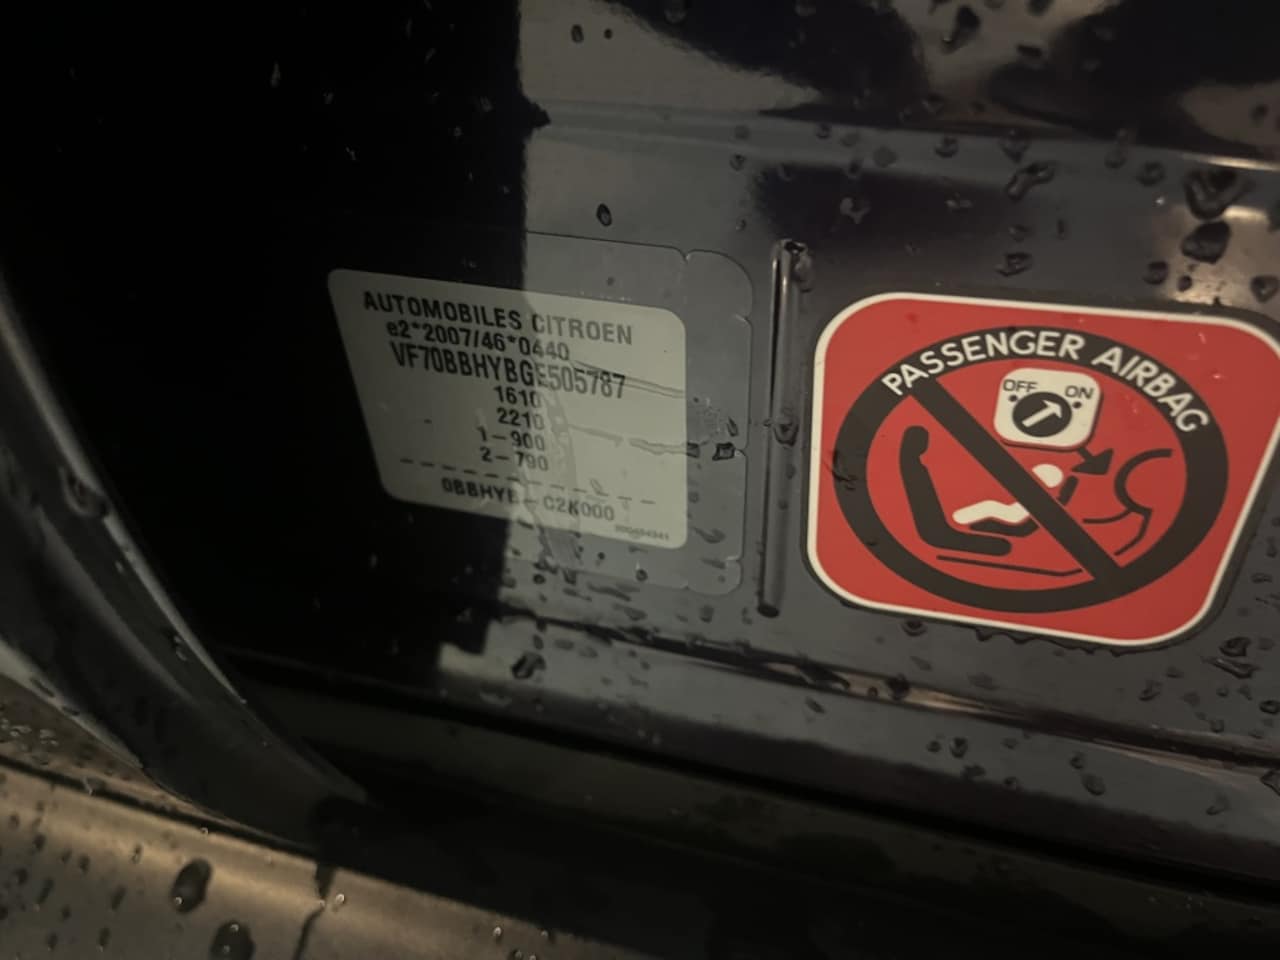 AUTOMOBILES CITROEN
e2*2007/46*0440
VF70BBHYBGE505787
1610
2210
1-900
2-790
0BBHYB-C2K000
PASSENGER AIRBAG
OFF ON